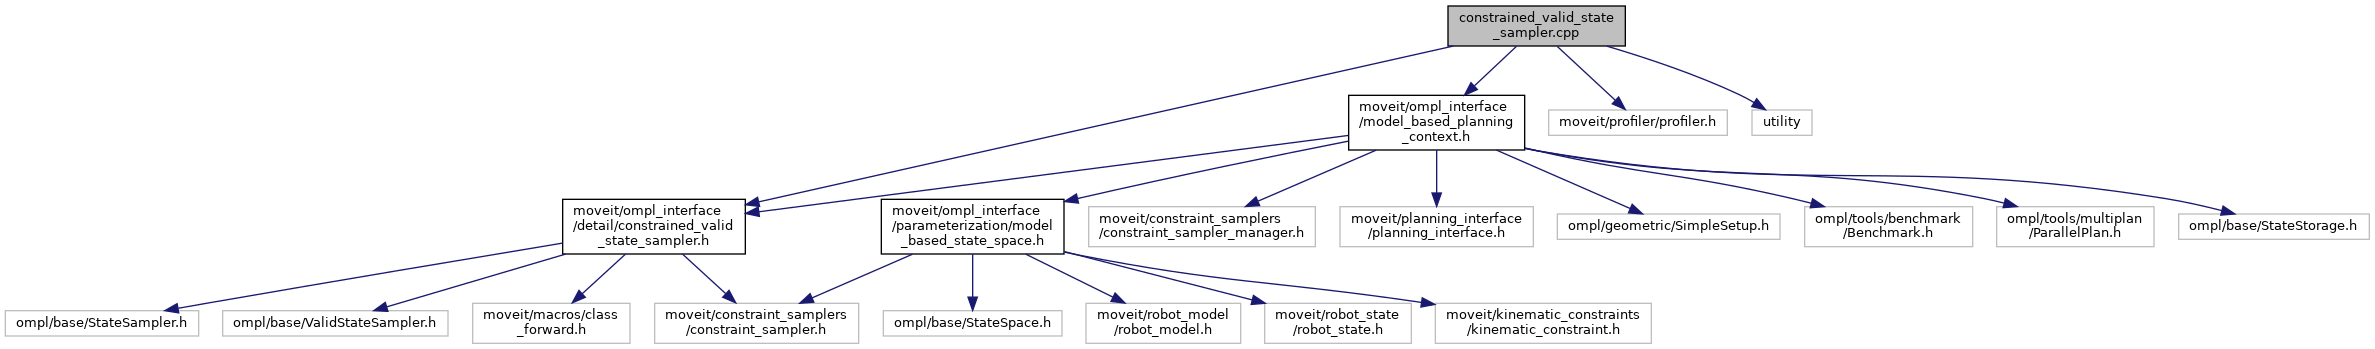 constrained_valid_state
_sampler.cpp
moveit/ompl_interface
/model_based_planning
_context.h
moveit/profiler/profiler.h
utility
moveit/ompl_interface
/detail/constrained_valid
_state_sampler.h
moveit/ompl_interface
/parameterization/model
_based_state_space.h
moveit/constraint_samplers
/constraint_sampler_manager.h
moveit/planning_interface
/planning_interface.h
ompl/geometric/SimpleSetup.h
ompl/tools/benchmark
/Benchmark.h
ompl/tools/multiplan
/ParallelPlan.h
ompl/base/StateStorage.h
ompl/base/StateSampler.h
ompl/base/ValidStateSampler.h
moveit/macros/class
_forward.h
moveit/constraint_samplers
/constraint_sampler.h
ompl/base/StateSpace.h
moveit/robot_model
/robot_model.h
moveit/robot_state
/robot_state.h
moveit/kinematic_constraints
/kinematic_constraint.h